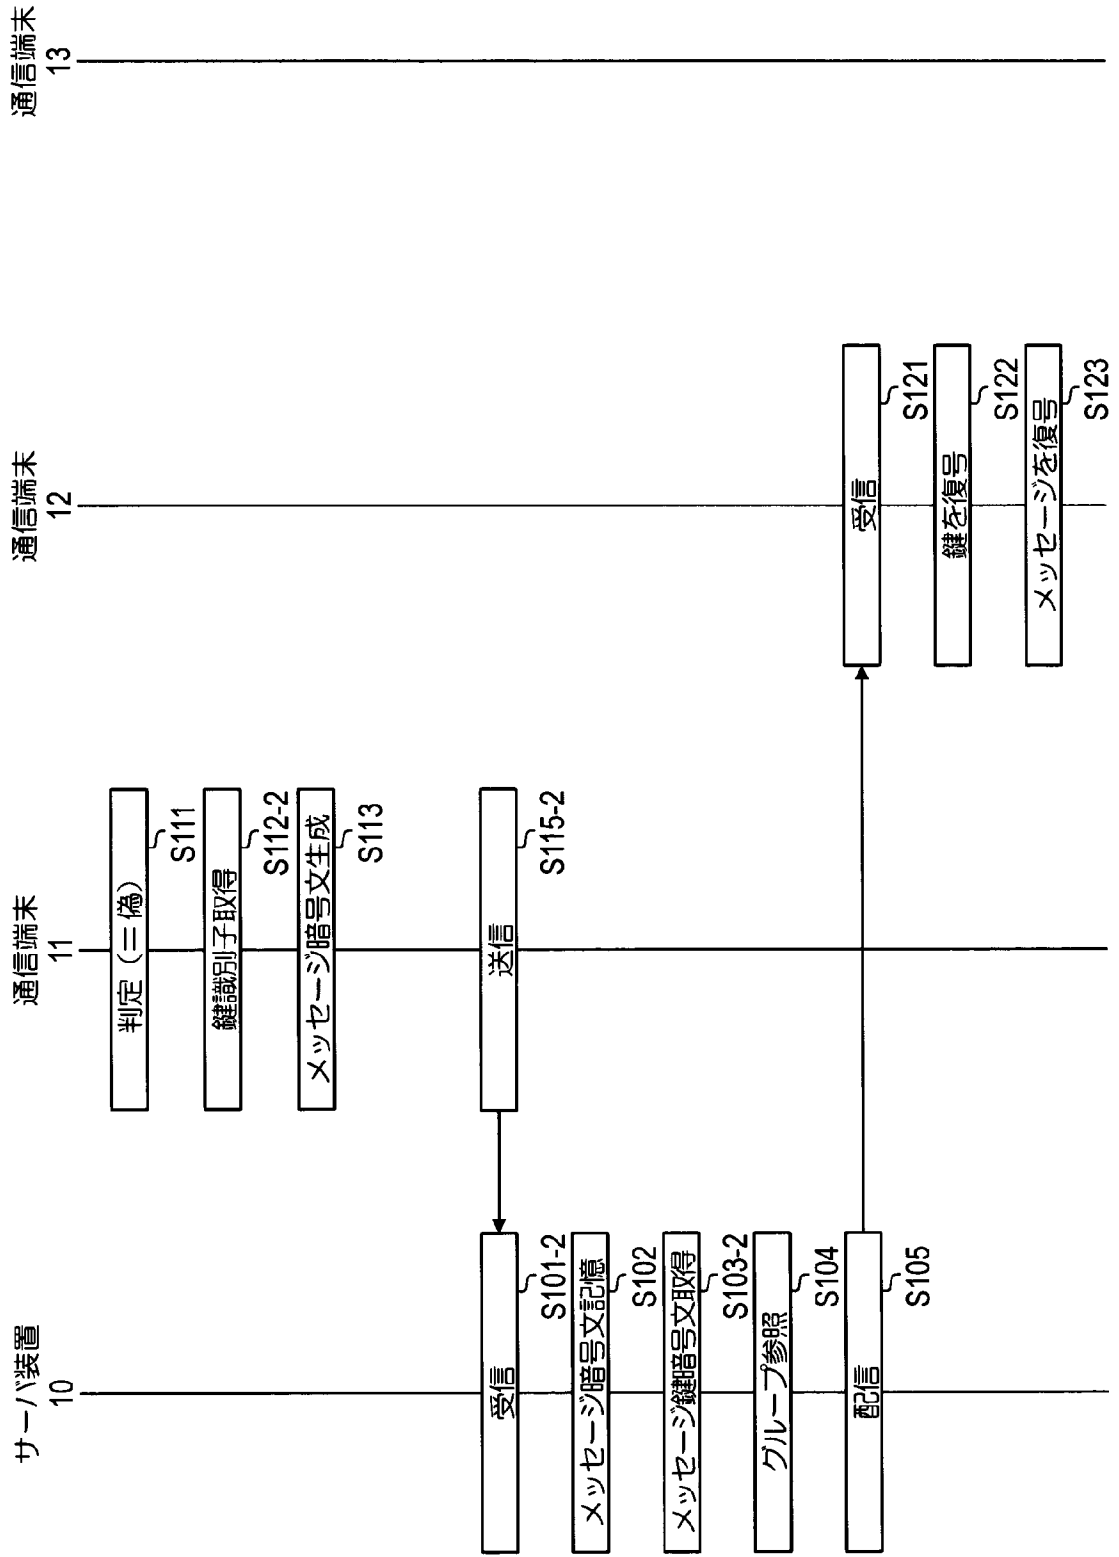 サーバ装置
10
通信端末
11
通信端末
12
通信端末
13
判定（＝偽）
S111
鍵識別子取得
S112-2
メッセージ暗号文生成
S113
送信
S115-2
受信
S101-2
メッセージ暗号文記憶
S102
メッセージ鍵暗号文取得
S103-2
グループ参照
S104
配信
S105
受信
S121
鍵を復号
S122
メッセージを復号
S123